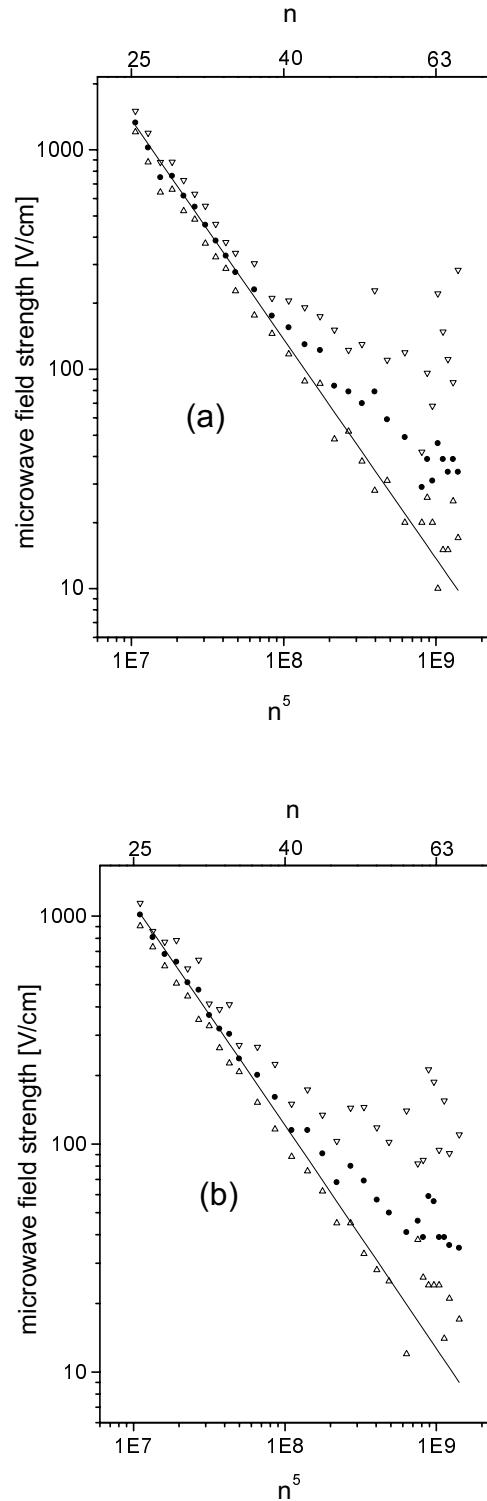 n
25 40 63
1000
100
10
microwave field strength [V/cm]
(a)
1E7 1E8 1E9
n⁵
n
25 40 63
1000
100
10
microwave field strength [V/cm]
(b)
1E7 1E8 1E9
n⁵